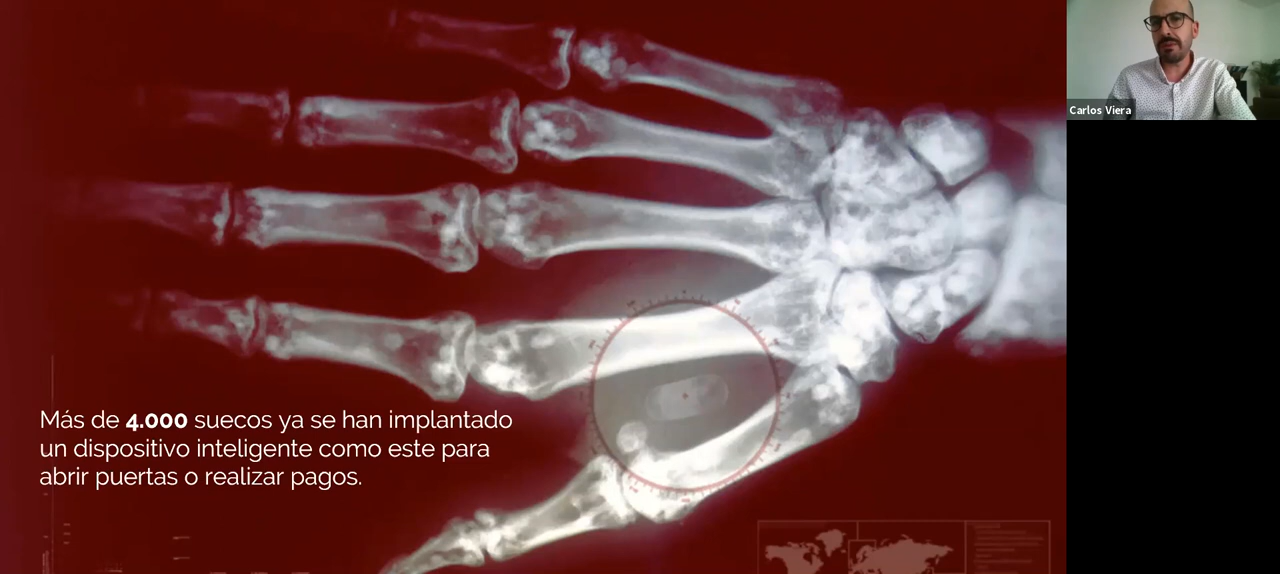 Carlos Viera
Más de 4.000 suecos ya se han implantado
un dispositivo inteligente como este para
abrir puertas o realizar pagos.